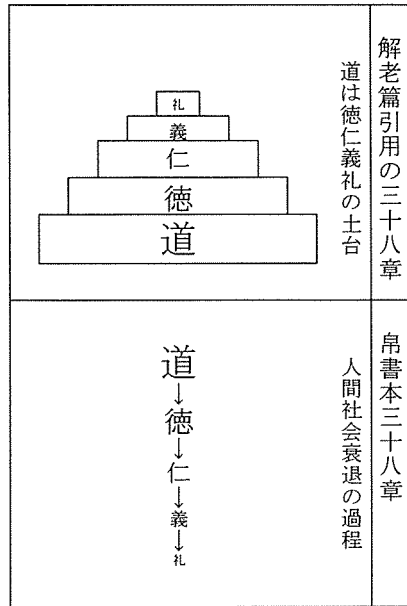 解老篇引用の三十八章
道は徳仁義礼の土台
礼
義
仁
徳
道
帛書本三十八章
人間社会衰退の過程
道
↓
徳
↓
仁
↓
義
↓
礼